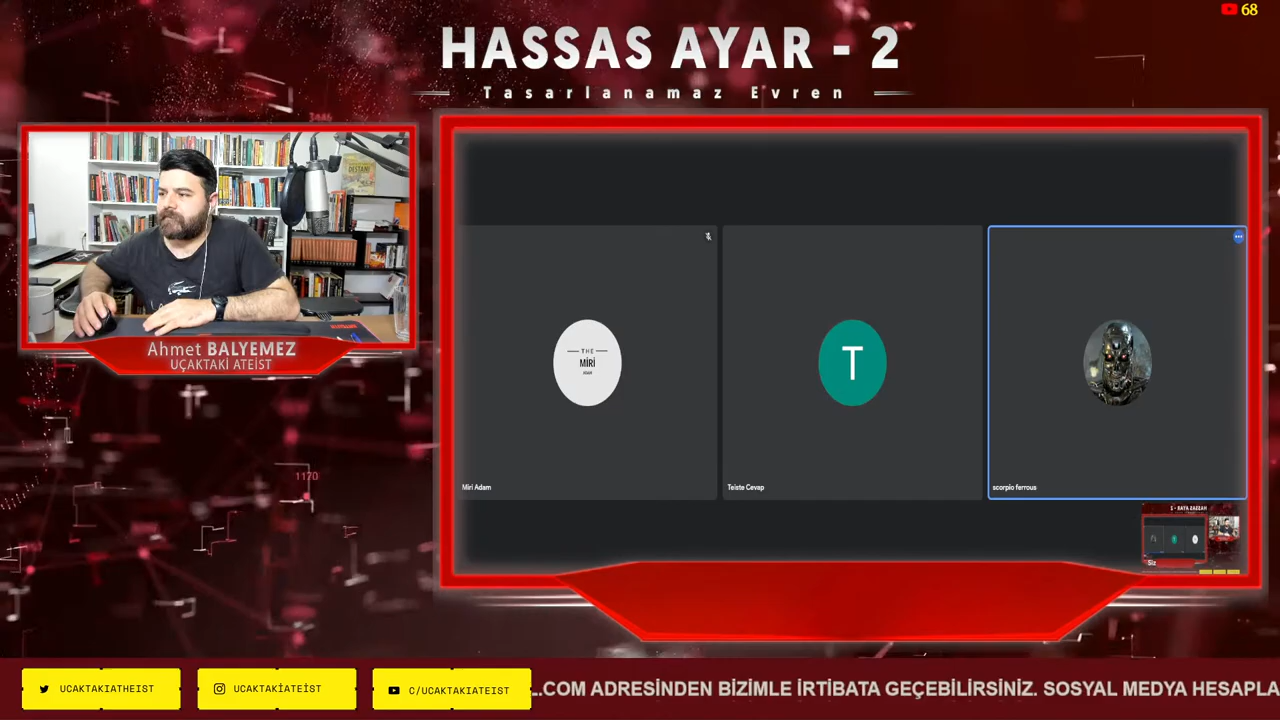 68
HASSAS AYAR - 2
Tasarlanamaz Evren
Ahmet BALYEMEZ
UÇAKTAKİ ATEİST
THE
MİRİ
ADAM
T
Miri Adam
Teiste Cevap
scorpio ferrous
Siz
1170
UCAKTAKIATHEIST
UCAKTAKİATEİST
C/UCAKTAKIATEIST
L.COM ADRESİNDEN BİZİMLE İRTİBATA GEÇEBİLİRSİNİZ. SOSYAL MEDYA HESAPLA